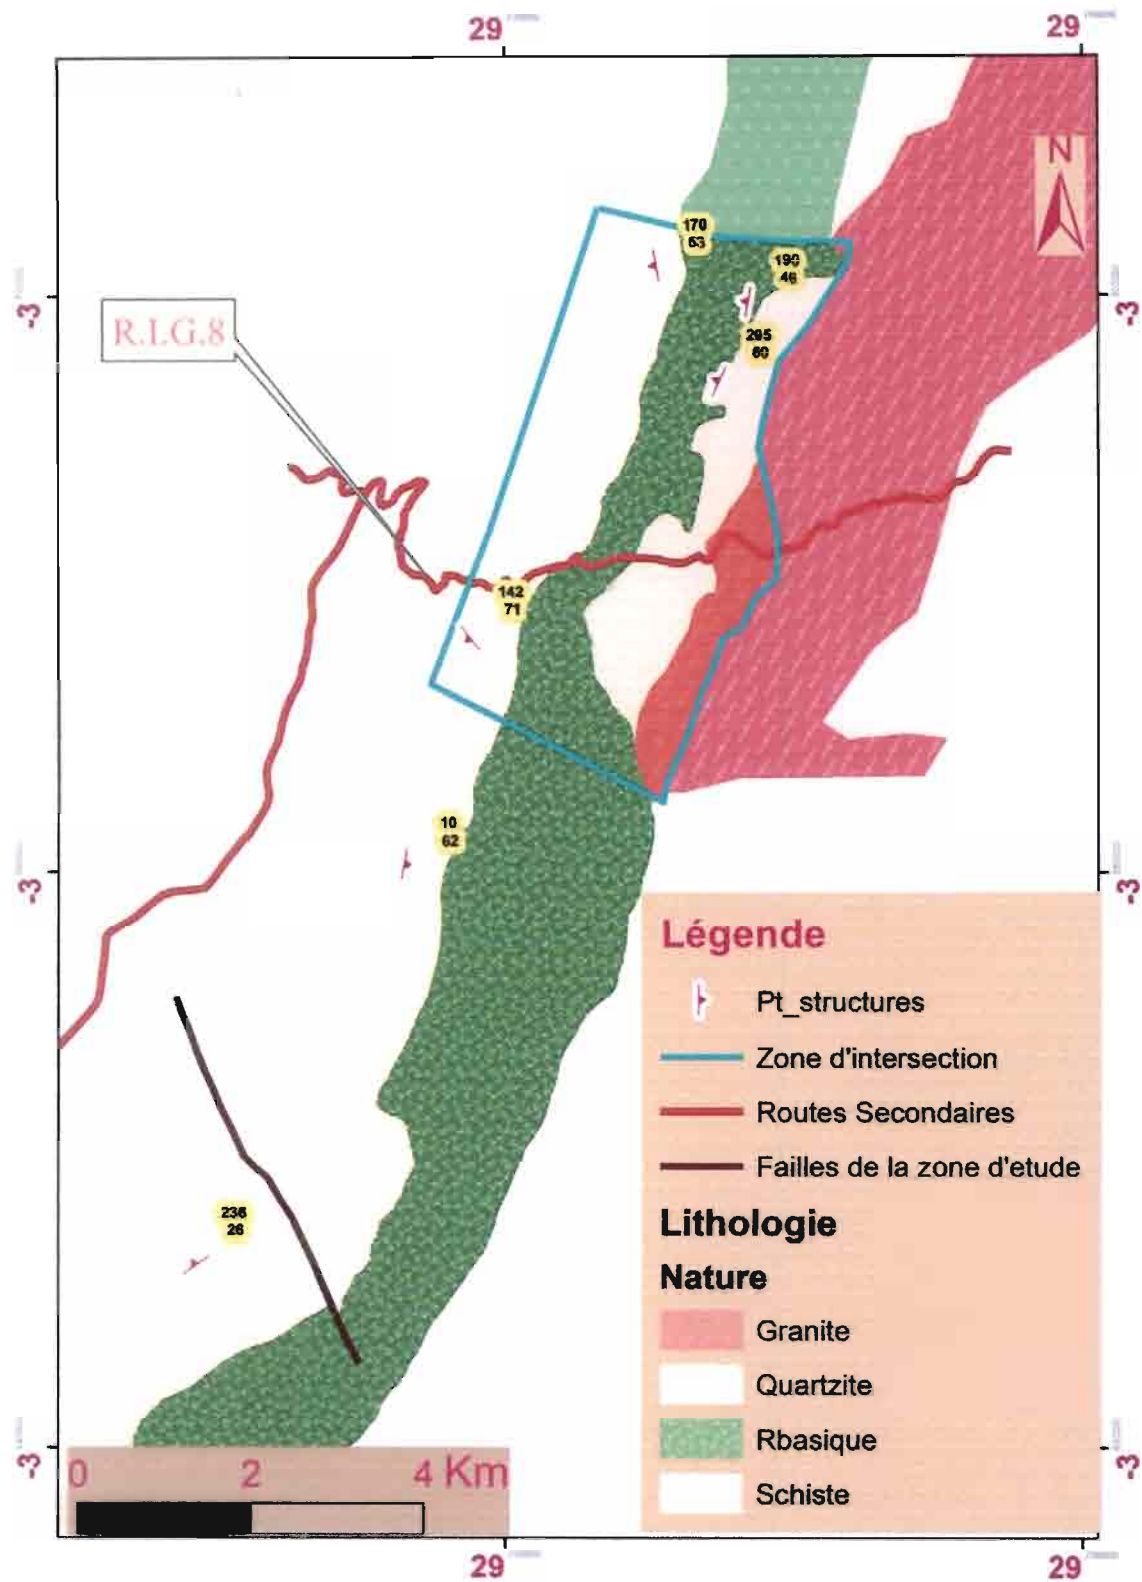 29
29
N
170
53
190
46
-3
-3
R.I.G.8
205
60
142
71
10
62
-3
-3
Légende
Pt_structures
Zone d'intersection
Routes Secondaires
Failles de la zone d'etude
236
26
Lithologie
Nature
Granite
Quartzite
Rbasique
Schiste
-3
-3
0 2 4 Km
29
29